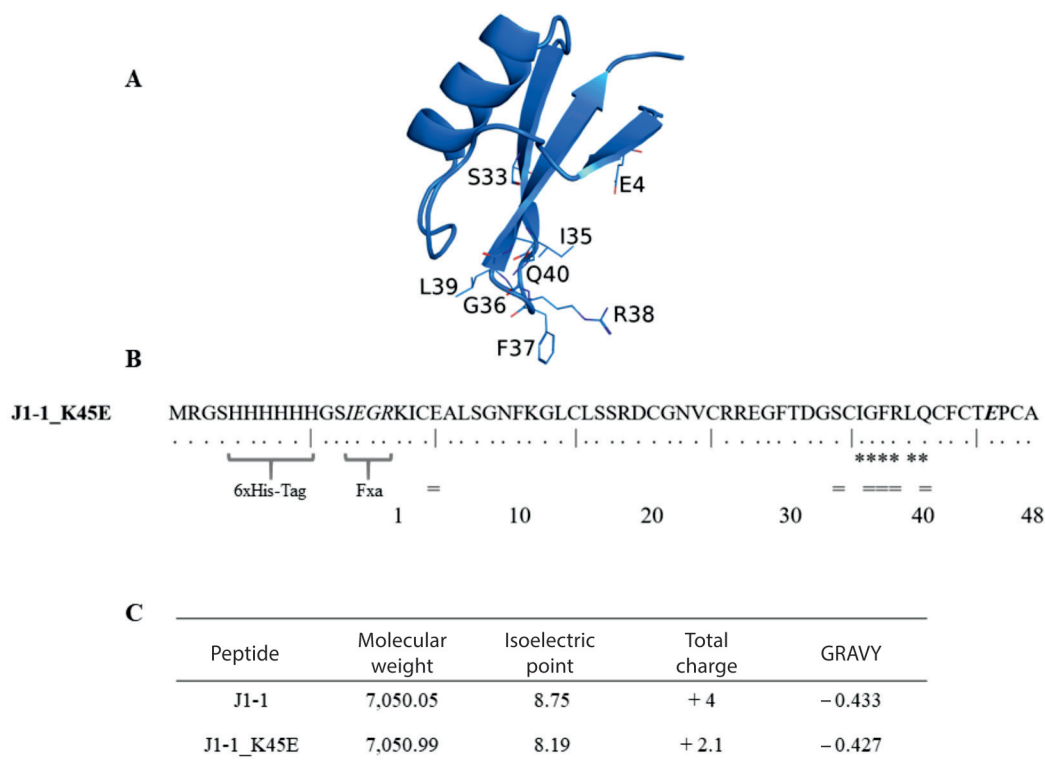 A
S33
E4
I35
Q40
L39
G36
R38
F37
B
J1-1_K45E MRGSHHHHHHHGSIEGRKICEALSGNFKGLCLSSRDCGNVCRREGFTDGSCIGFRLQCFCTEPCA
. . . . . . . . . . | . . . . . . . . . | . . . . . . . . . | . . . . . . . . . | . . . . . . . . . | . . . . . . . . . | . . . . .
**** **
6xHis-Tag Fxa = = === =
1 10 20 30 40 48
C
Peptide Molecular weight Isoelectric point Total charge GRAVY
J1-1 7,050.05 8.75 + 4 – 0.433
J1-1_K45E 7,050.99 8.19 + 2.1 – 0.427